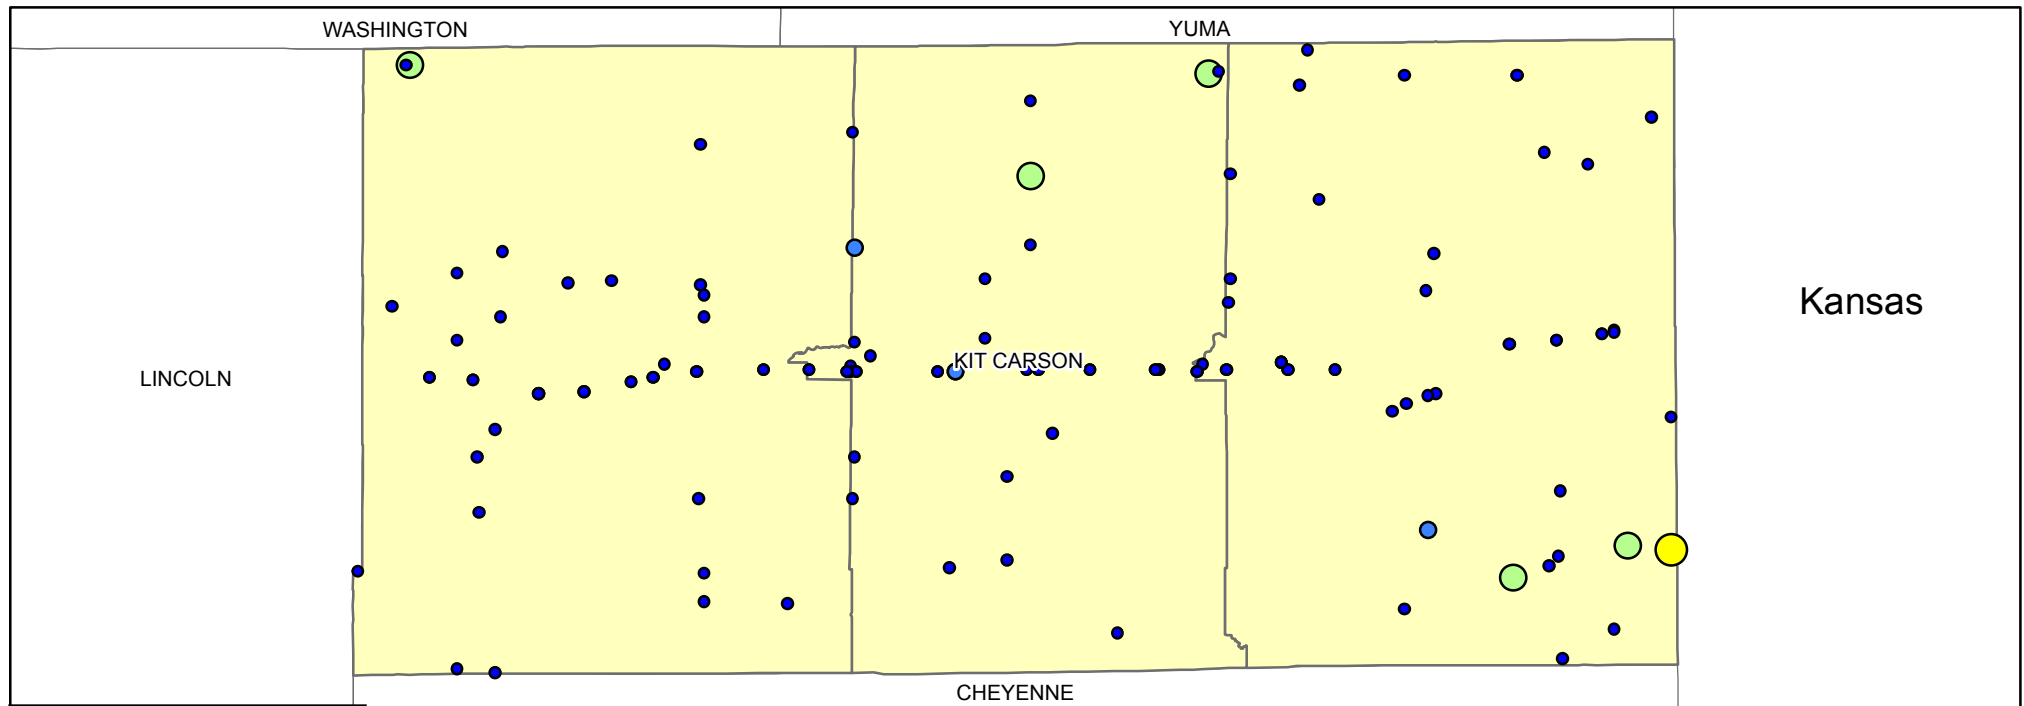 WASHINGTON
YUMA
Kansas
KIT CARSON
LINCOLN
CHEYENNE